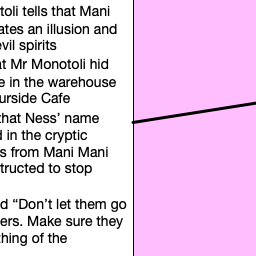 toli tells that Mani
ates an illusion and
evil spirits
at Mr Monotoli hid
e in the warehouse
urside Cafe
that Ness’ name
d in the cryptic
s from Mani Mani
tructed to stop
d “Don’t let them go
ers. Make sure they
thing of the